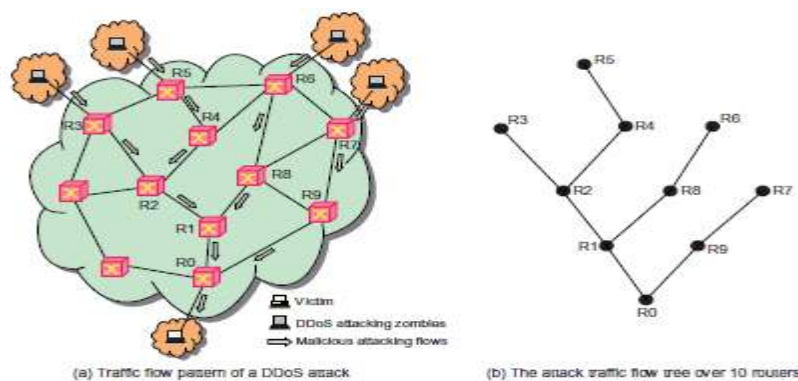 R5
R6
R3
R4
R7
R8
R2
R9
R1
R0
Victim
DDoS attacking zombies
Malicious attacking flows
(a) Traffic flow pattern of a DDoS attack
R5
R3
R4
R6
R2
R8
R7
R1
R9
R0
(b) The attack traffic flow tree over 10 routers